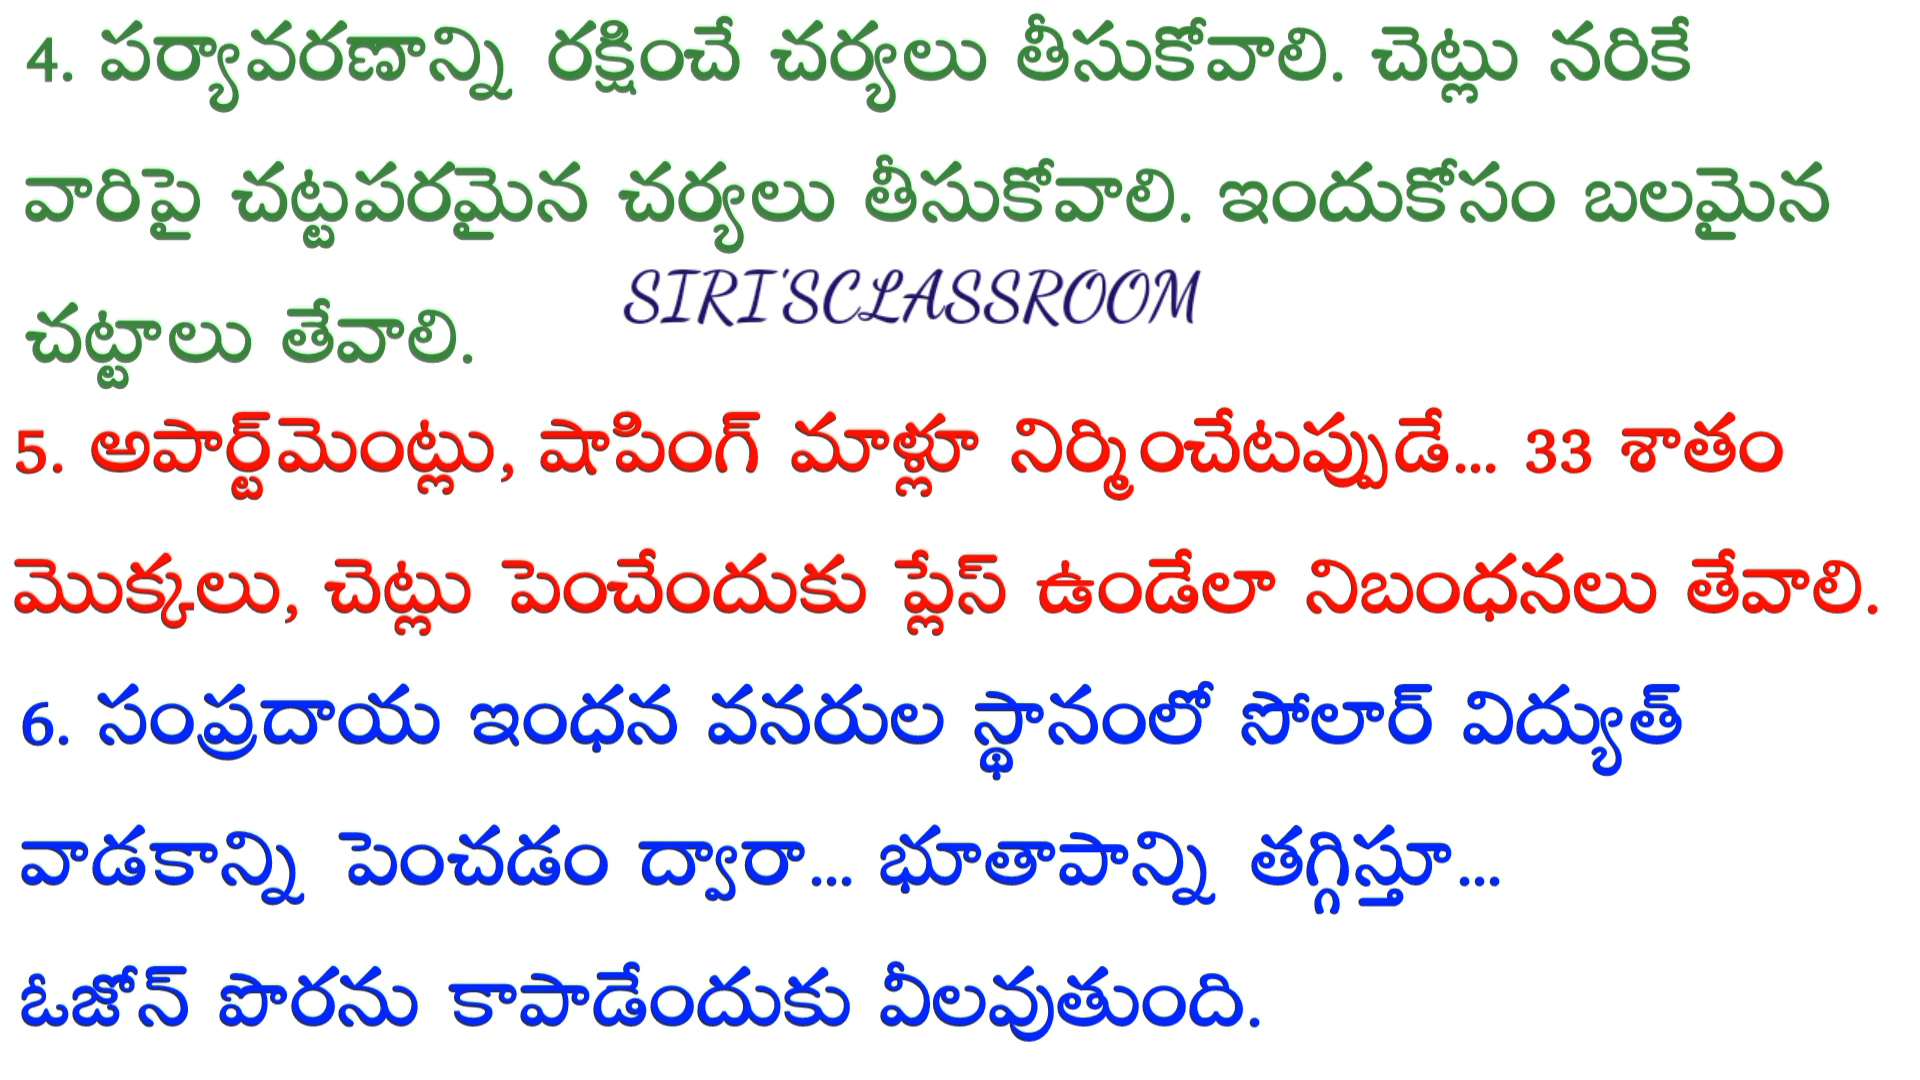 4. పర్యావరణాన్ని రక్షించే చర్యలు తీసుకోవాలి. చెట్లు నరికే
వారిపై చట్టపరమైన చర్యలు తీసుకోవాలి. ఇందుకోసం బలమైన
చట్టాలు తేవాలి.
SIRI'SCLASSROOM
5. అపార్ట్‌మెంట్లు, షాపింగ్ మాళ్లూ నిర్మించేటప్పుడే... 33 శాతం
మొక్కలు, చెట్లు పెంచేందుకు ప్లేస్ ఉండేలా నిబంధనలు తేవాలి.
6. సంప్రదాయ ఇంధన వనరుల స్థానంలో సోలార్ విద్యుత్
వాడకాన్ని పెంచడం ద్వారా... భూతాపాన్ని తగ్గిస్తూ...
ఓజోన్ పొరను కాపాడేందుకు వీలవుతుంది.